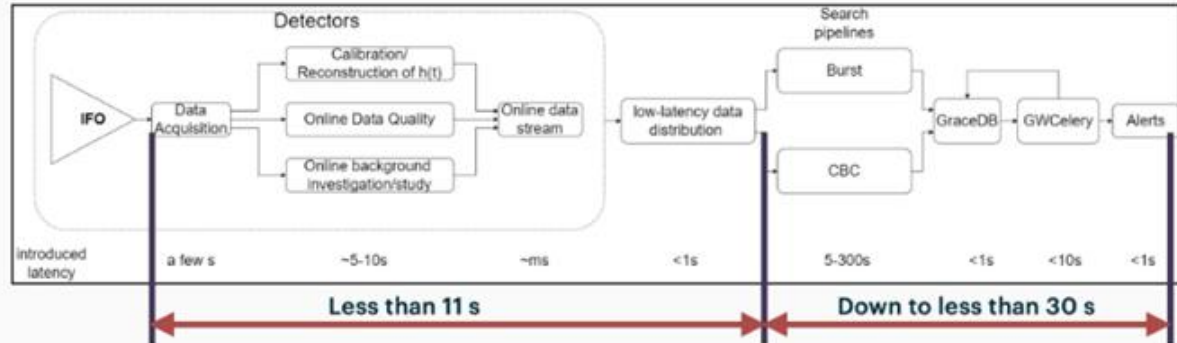 Detectors
Search
pipelines
IFO
Data
Acquisition
Calibration/
Reconstruction of h(t)
Online Data Quality
Online background
investigation/study
Online data
stream
low-latency data
distribution
Burst
CBC
GraceDB
GWCelery
Alerts
introduced
latency
a few s
~5-10s
~ms
<1s
5-300s
<1s
<10s
<1s
Less than 11 s
Down to less than 30 s